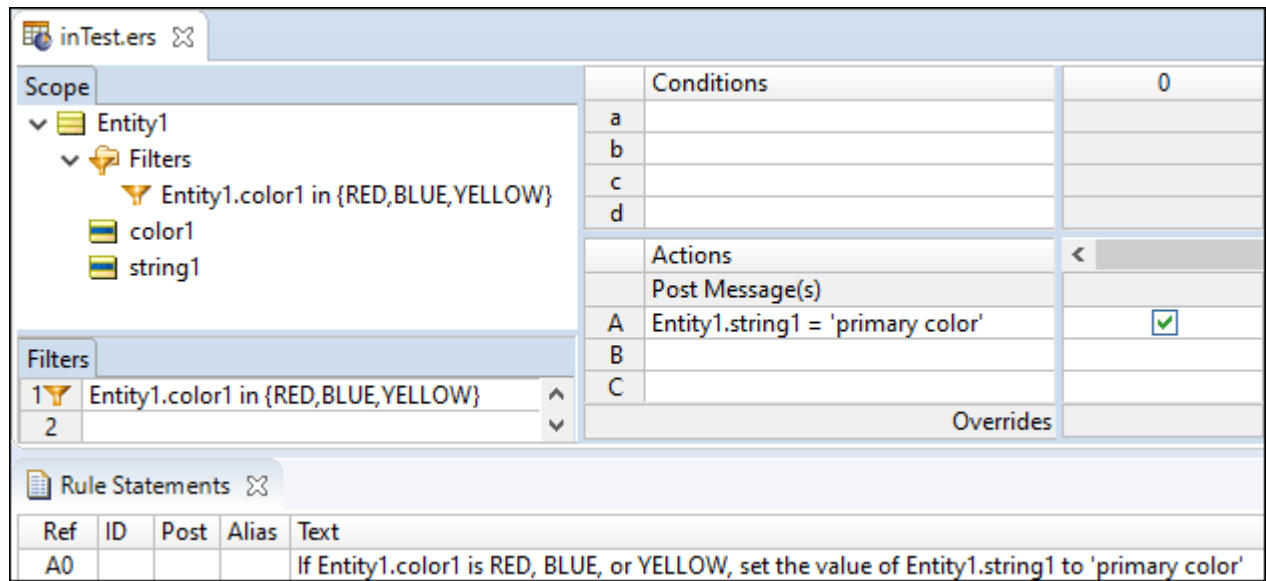 inTest.ers
Scope
Entity1
Filters
Entity1.color1 in {RED,BLUE,YELLOW}
color1
string1
Filters
1 Entity1.color1 in {RED,BLUE,YELLOW}
2
Conditions 0
a
b
c
d
Actions <
Post Message(s)
A Entity1.string1 = 'primary color'
B
C
Overrides
Rule Statements
Ref ID Post Alias Text
A0 If Entity1.color1 is RED, BLUE, or YELLOW, set the value of Entity1.string1 to 'primary color'